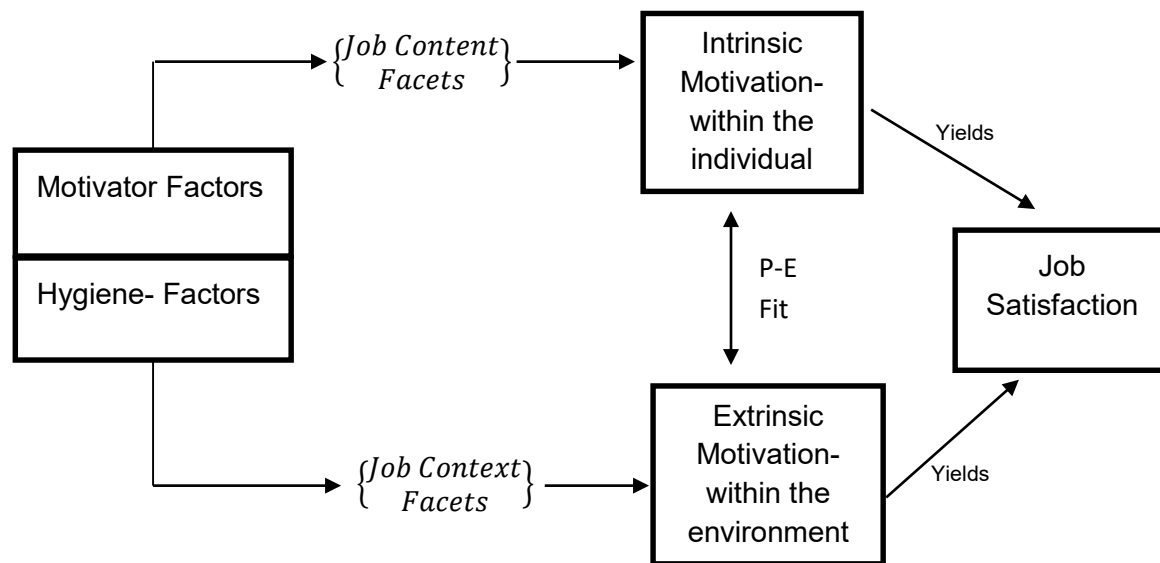 {Job Content
Facets}
Intrinsic
Motivation-
within the
individual
Yields
Motivator Factors
Hygiene- Factors
P-E
Fit
Job
Satisfaction
{Job Context
Facets}
Extrinsic
Motivation-
within the
environment
Yields